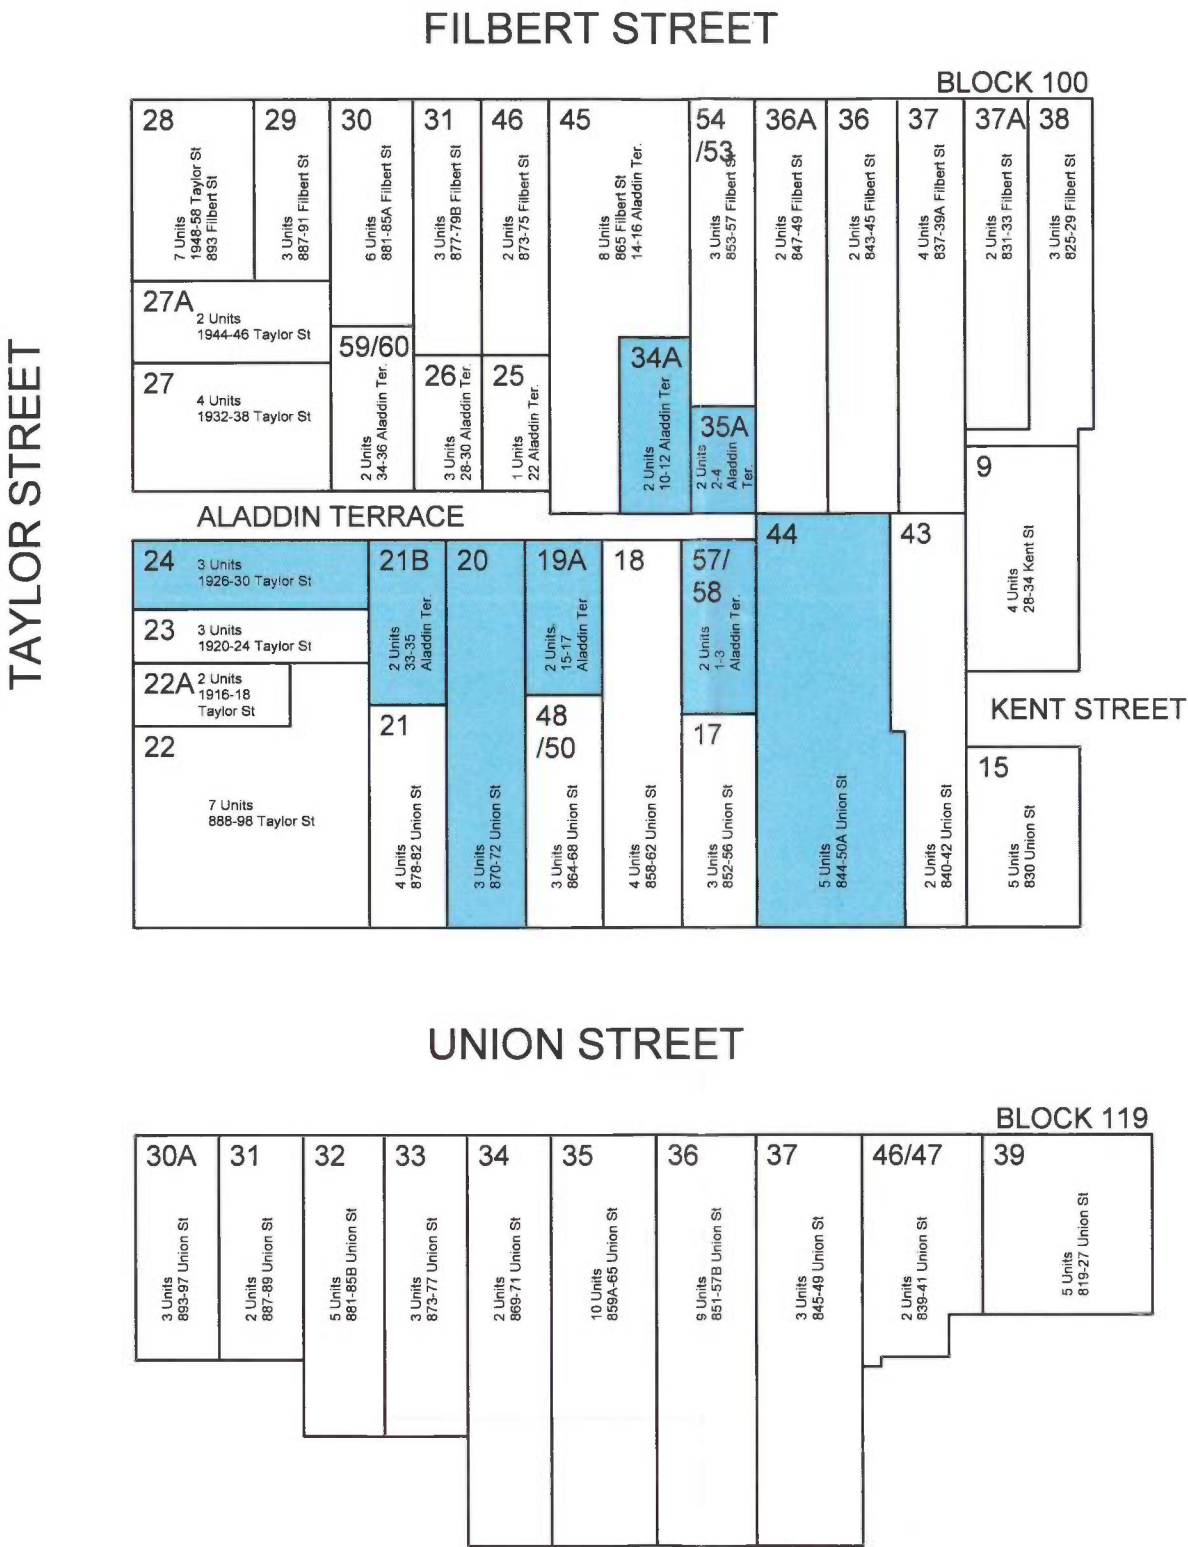 FILBERT STREET
BLOCK 100
TAYLOR STREET
28
7 Units
1948-58 Taylor St
893 Filbert St
29
3 Units
887-91 Filbert St
30
6 Units
881-85A Filbert St
31
3 Units
877-79B Filbert St
46
2 Units
873-75 Filbert St
45
8 Units
865 Filbert St
14-16 Aladdin Ter.
54
/53
3 Units
853-57 Filbert St
36A
2 Units
847-49 Filbert St
36
2 Units
843-45 Filbert St
37
4 Units
837-39A Filbert St
37A
2 Units
831-33 Filbert St
38
3 Units
825-29 Filbert St
27A
2 Units
1944-46 Taylor St
27
4 Units
1932-38 Taylor St
59/60
2 Units
34-36 Aladdin Ter.
26
3 Units
28-30 Aladdin Ter.
25
1 Unit
22 Aladdin Ter.
34A
2 Units
10-12 Aladdin Ter
35A
2 Units
2-4
Aladdin
Ter.
9
4 Units
28-34 Kent St
ALADDIN TERRACE
24
3 Units
1926-30 Taylor St
23
3 Units
1920-24 Taylor St
22A
2 Units
1916-18
Taylor St
22
7 Units
888-98 Taylor St
21B
2 Units
33-35
Aladdin Ter.
21
4 Units
878-82 Union St
20
3 Units
870-72 Union St
19A
2 Units
15-17
Aladdin Ter.
48
/50
3 Units
864-68 Union St
18
4 Units
858-62 Union St
57/
58
2 Units
1-3
Aladdin Ter.
17
3 Units
852-56 Union St
44
5 Units
844-50A Union St
43
2 Units
840-42 Union St
KENT STREET
15
5 Units
830 Union St
UNION STREET
BLOCK 119
30A
3 Units
893-97 Union St
31
2 Units
887-89 Union St
32
5 Units
881-85B Union St
33
3 Units
873-77 Union St
34
2 Units
869-71 Union St
35
10 Units
859A-65 Union St
36
9 Units
851-57B Union St
37
3 Units
845-49 Union St
46/47
2 Units
839-41 Union St
39
5 Units
819-27 Union St